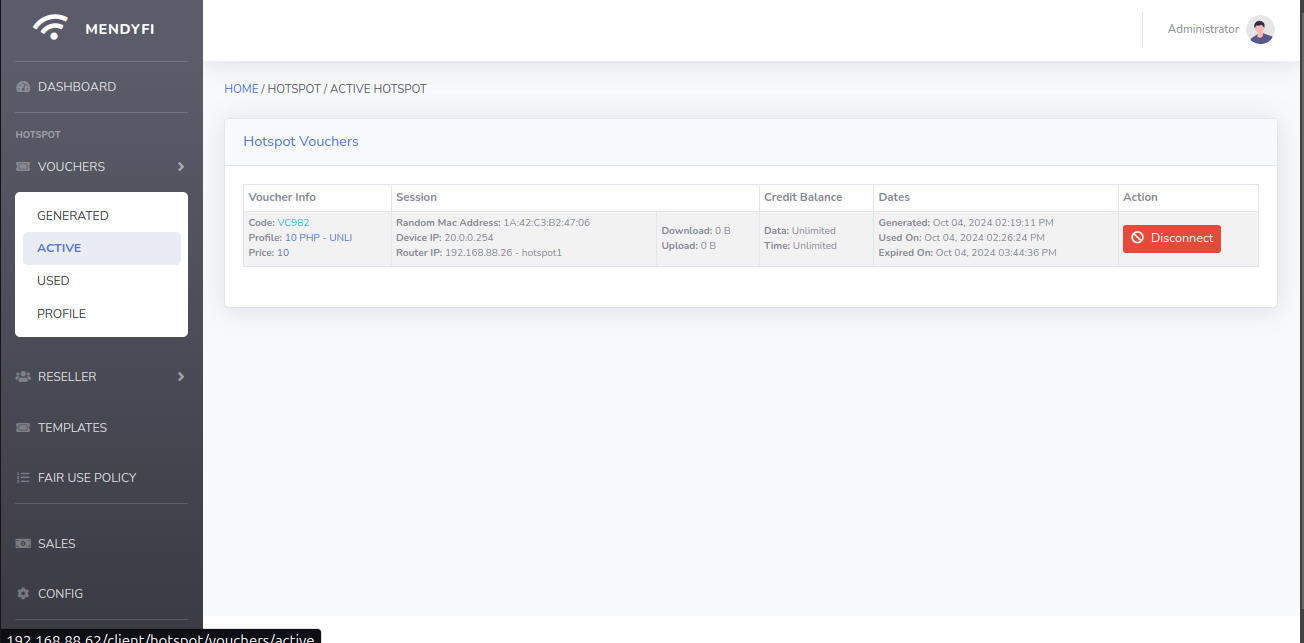 MENDYFI
Administrator
DASHBOARD
HOTSPOT
VOUCHERS
GENERATED
ACTIVE
USED
PROFILE
RESELLER
TEMPLATES
FAIR USE POLICY
SALES
CONFIG
HOME / HOTSPOT / ACTIVE HOTSPOT
Hotspot Vouchers
Voucher Info Session Credit Balance Dates Action
Code: VC982
Profile: 10 PHP - UNLI
Price: 10
Random Mac Address: 1A:42:C3:B2:47:06
Device IP: 20.0.0.254
Router IP: 192.168.88.26 - hotspot1
Download: 0 B
Upload: 0 B
Data: Unlimited
Time: Unlimited
Generated: Oct 04, 2024 02:19:11 PM
Used On: Oct 04, 2024 02:26:24 PM
Expired On: Oct 04, 2024 03:44:36 PM
Disconnect
192.168.88.62/client/hotspot/vouchers/active